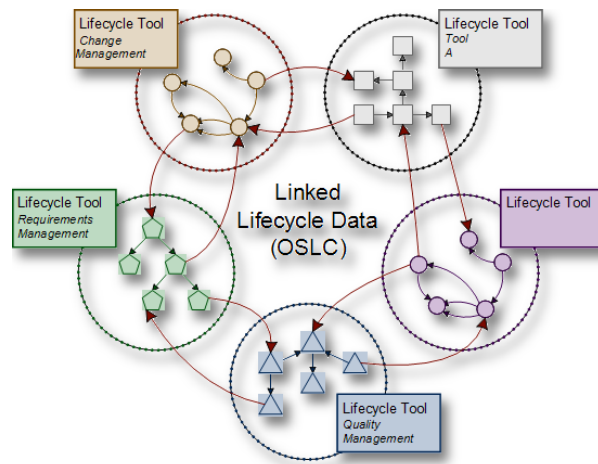 Lifecycle Tool
Change
Management
Lifecycle Tool
Tool
A
Linked
Lifecycle Data
(OSLC)
Lifecycle Tool
Requirements
Management
Lifecycle Tool
Lifecycle Tool
Quality
Management